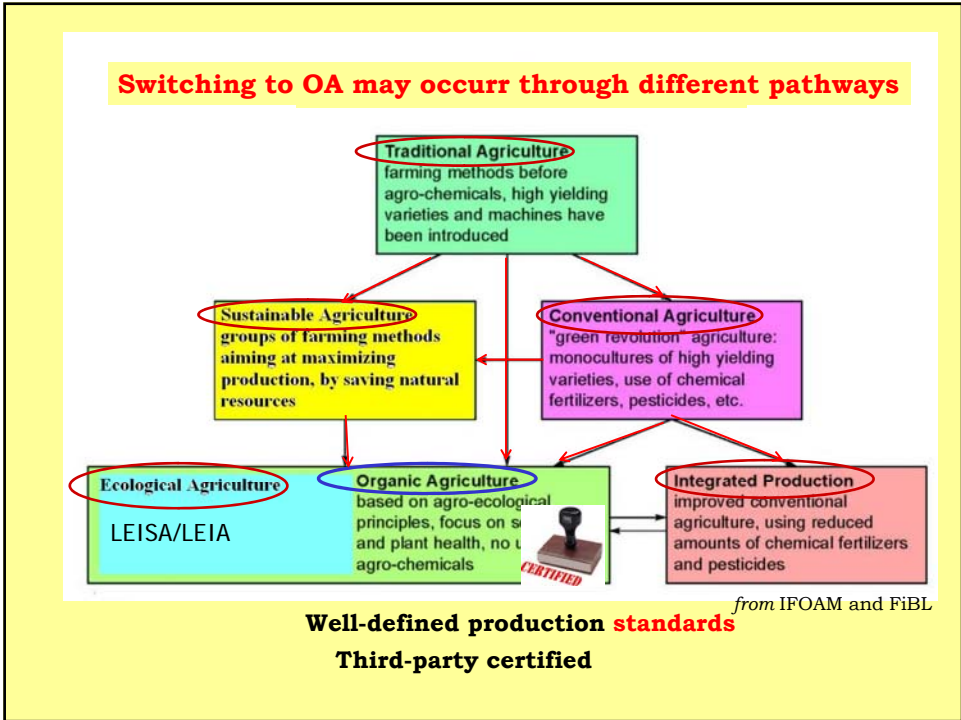 Switching to OA may occurr through different pathways
Traditional Agriculture
farming methods before
agro-chemicals, high yielding
varieties and machines have
been introduced
Sustainable Agriculture
groups of farming methods
aiming at maximizing
production, by saving natural
resources
Conventional Agriculture
"green revolution" agriculture:
monocultures of high yielding
varieties, use of chemical
fertilizers, pesticides, etc.
Ecological Agriculture
LEISA/LEIA
Organic Agriculture
based on agro-ecological
principles, focus on
and plant health, no
agro-chemicals
CERTIFIED
Integrated Production
improved conventional
agriculture, using reduced
amounts of chemical fertilizers
and pesticides
from IFOAM and FiBL
Well-defined production standards
Third-party certified